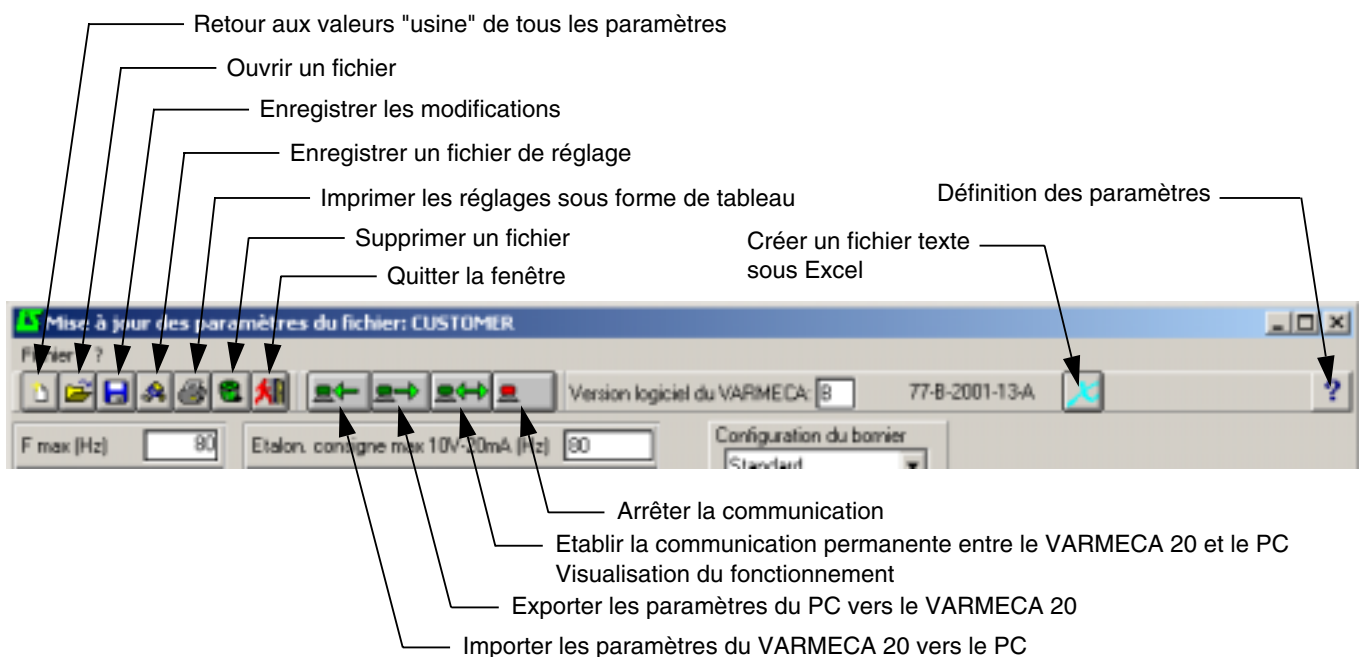 Retour aux valeurs "usine" de tous les paramètres
Ouvrir un fichier
Enregistrer les modifications
Enregistrer un fichier de réglage
Imprimer les réglages sous forme de tableau
Définition des paramètres
Supprimer un fichier
Créer un fichier texte
sous Excel
Quitter la fenêtre
Mise à jour des paramètres du fichier: CUSTOMER
Fichier ?
Version logiciel du VARMECA: 8 77-B-2001-13-A
?
F max (Hz) 80 Etalon. consigne max 10V-20mA (Hz) 80 Configuration du bornier
Standard
Arrêter la communication
Etablir la communication permanente entre le VARMECA 20 et le PC
Visualisation du fonctionnement
Exporter les paramètres du PC vers le VARMECA 20
Importer les paramètres du VARMECA 20 vers le PC